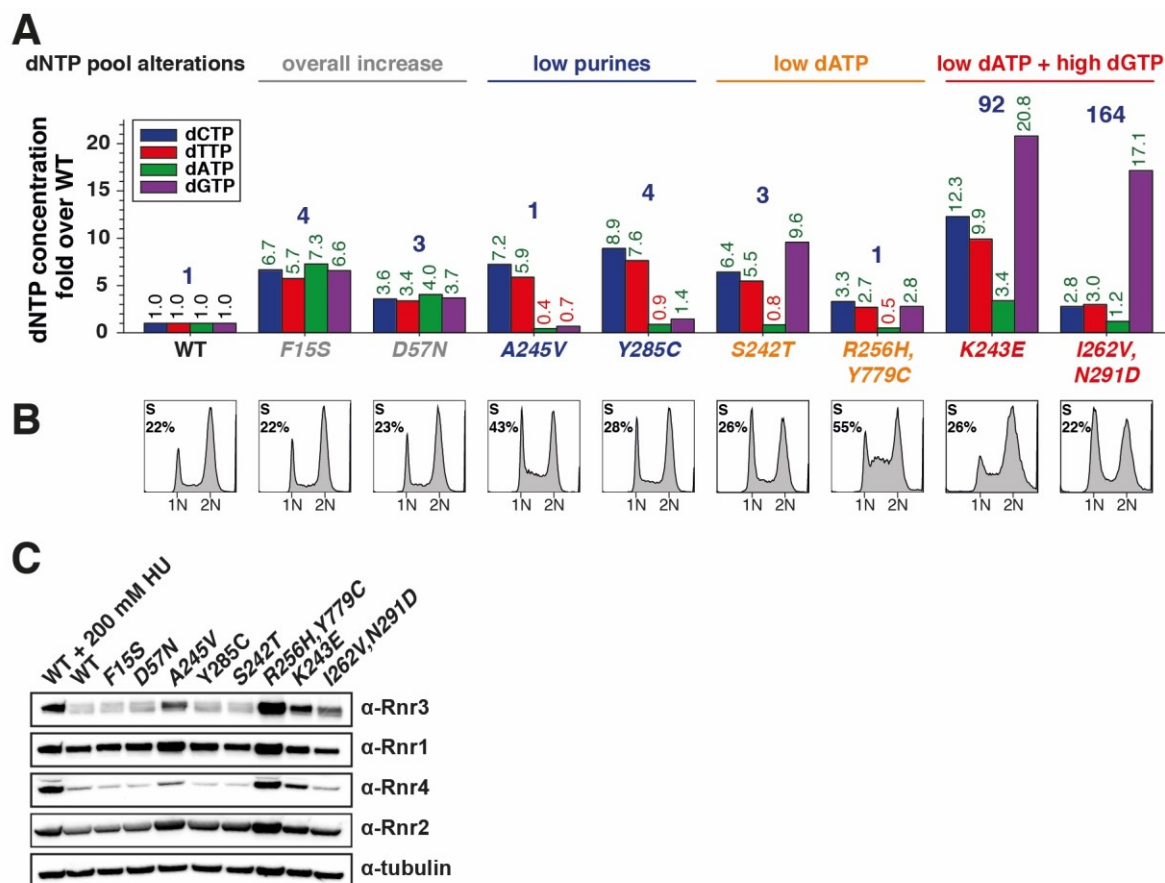 A
dNTP pool alterations overall increase low purines low dATP low dATP + high dGTP
dNTP concentration
fold over WT
20
15
10
5
0
dCTP
dTTP
dATP
dGTP
1 4 3 1 4 3 1 92 164
1.0 1.0 1.0 1.0
6.7 5.7 7.3 6.6
3.6 3.4 4.0 3.7
7.2 5.9 0.4 0.7
8.9 7.6 0.9 1.4
6.4 5.5 0.8 9.6
3.3 2.7 0.5 2.8
12.3 9.9 3.4 20.8
2.8 3.0 1.2 17.1
WT F15S D57N A245V Y285C S242T R256H, K243E I262V,
Y779C N291D
B
S S S S S S S S S
22% 22% 23% 43% 28% 26% 55% 26% 22%
1N 2N 1N 2N 1N 2N 1N 2N 1N 2N 1N 2N 1N 2N 1N 2N 1N 2N
C
WT + 200 mM HU
WT
F15S
D57N
A245V
Y285C
S242T
R256H,Y779C
K243E
I262V,N291D
α-Rnr3
α-Rnr1
α-Rnr4
α-Rnr2
α-tubulin